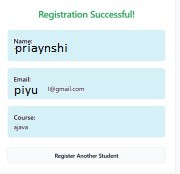 Registration Successful!
Name:
priaynshi
Email:
piyu l@gmail.com
Course:
ajava
Register Another Student